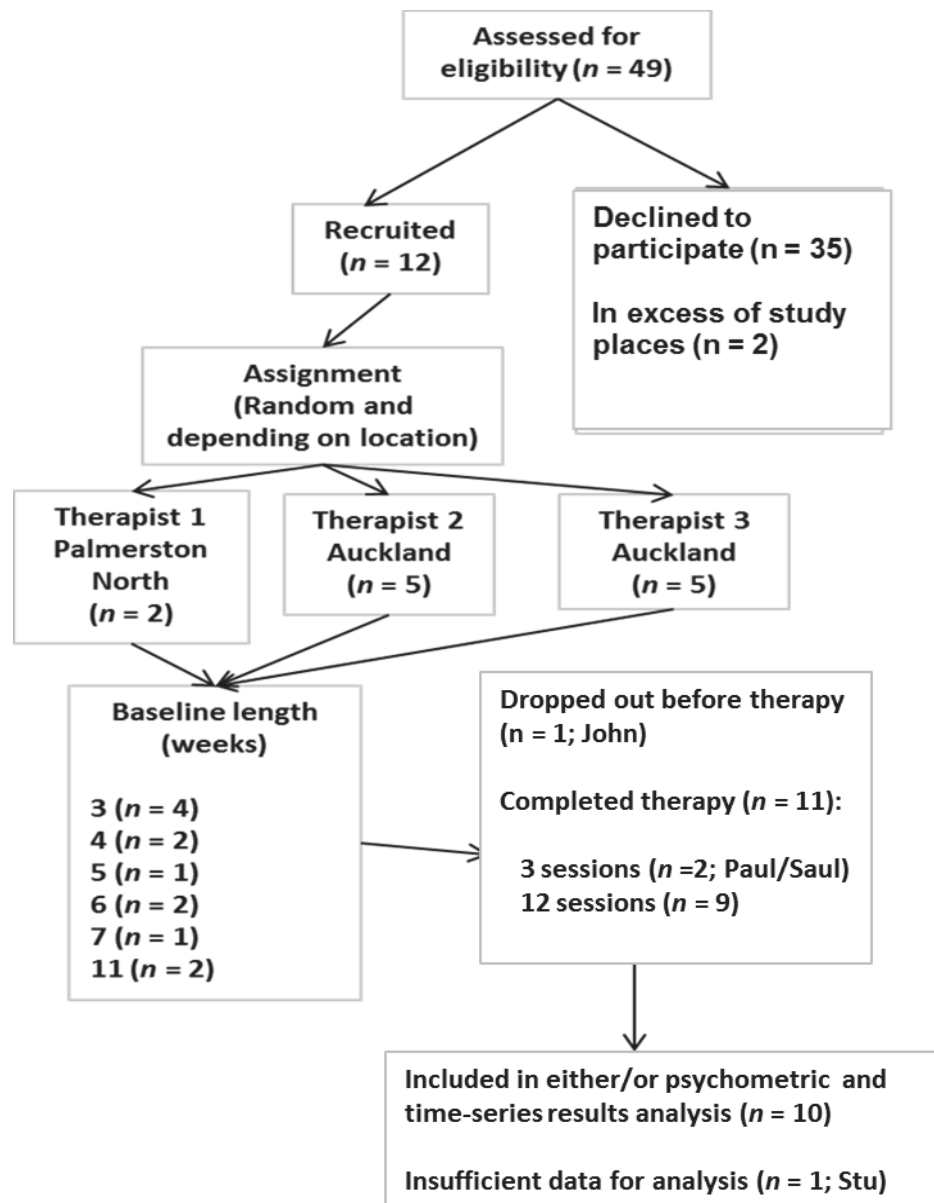 Assessed for
eligibility (n = 49)
Recruited
(n = 12)
Declined to
participate (n = 35)
In excess of study
places (n = 2)
Assignment
(Random and
depending on location)
Therapist 1
Palmerston
North
(n = 2)
Therapist 2
Auckland
(n = 5)
Therapist 3
Auckland
(n = 5)
Baseline length
(weeks)
3 (n = 4)
4 (n = 2)
5 (n = 1)
6 (n = 2)
7 (n = 1)
11 (n = 2)
Dropped out before therapy
(n = 1; John)
Completed therapy (n = 11):
3 sessions (n =2; Paul/Saul)
12 sessions (n = 9)
Included in either/or psychometric and
time-series results analysis (n = 10)
Insufficient data for analysis (n = 1; Stu)